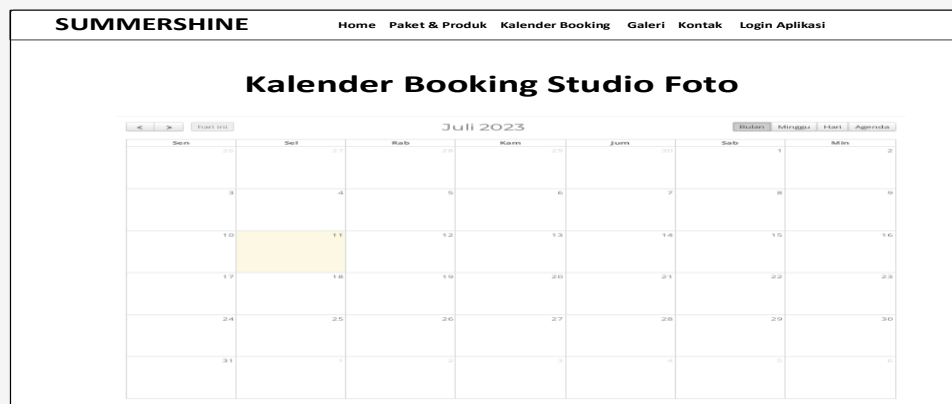 SUMMERSHINE Home Paket & Produk Kalender Booking Galeri Kontak Login Aplikasi
Kalender Booking Studio Foto
< > hari ini Juli 2023 Bulan Minggu Hari Agenda
Sen Sel Rab Kam Jum Sab Min
26 27 28 29 30 1 2
3 4 5 6 7 8 9
10 11 12 13 14 15 16
17 18 19 20 21 22 23
24 25 26 27 28 29 30
31 1 2 3 4 5 6